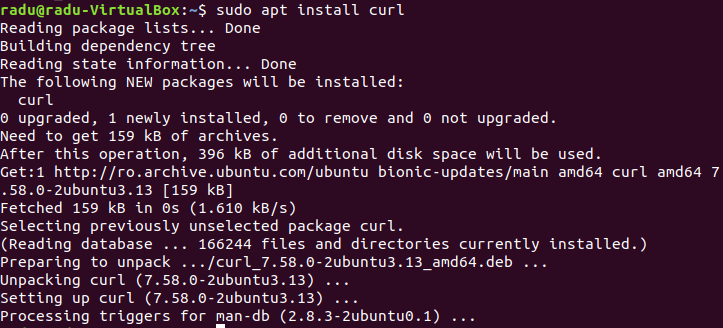 radu@radu-VirtualBox:~$ sudo apt install curl
Reading package lists... Done
Building dependency tree
Reading state information... Done
The following NEW packages will be installed:
  curl
0 upgraded, 1 newly installed, 0 to remove and 0 not upgraded.
Need to get 159 kB of archives.
After this operation, 396 kB of additional disk space will be used.
Get:1 http://ro.archive.ubuntu.com/ubuntu bionic-updates/main amd64 curl amd64 7
.58.0-2ubuntu3.13 [159 kB]
Fetched 159 kB in 0s (1.610 kB/s)
Selecting previously unselected package curl.
(Reading database ... 166244 files and directories currently installed.)
Preparing to unpack .../curl_7.58.0-2ubuntu3.13_amd64.deb ...
Unpacking curl (7.58.0-2ubuntu3.13) ...
Setting up curl (7.58.0-2ubuntu3.13) ...
Processing triggers for man-db (2.8.3-2ubuntu0.1) ...